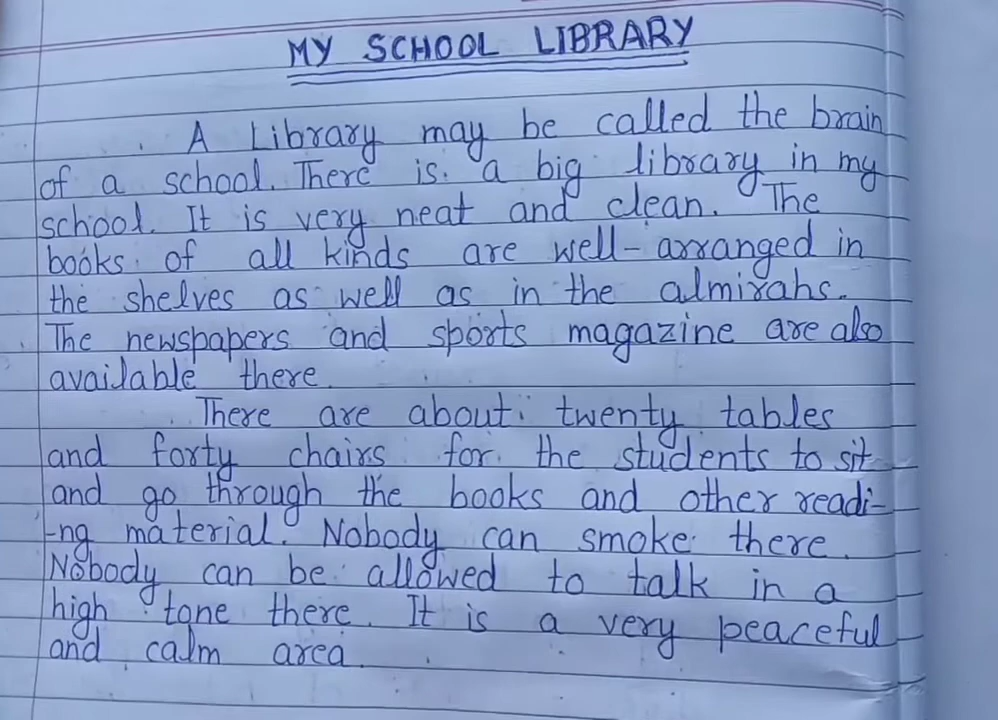 MY SCHOOL LIBRARY
A Library may be called the brain
of a school. There is a big library in my
school. It is very neat and clean. The
books of all kinds are well-arranged in
the shelves as well as in the almirahs.
The newspapers and sports magazine are also
available there.
There are about twenty tables
and forty chairs for the students to sit
and go through the books and other readi-
-ng material. Nobody can smoke there.
Nobody can be allowed to talk in a
high tone there. It is a very peaceful
and calm area.